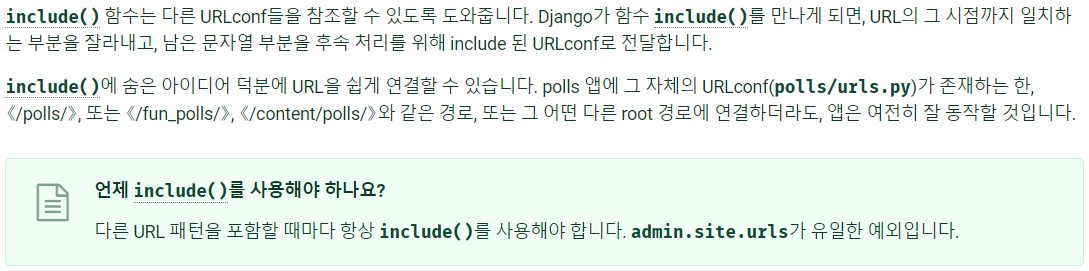 include() 함수는 다른 URLconf들을 참조할 수 있도록 도와줍니다. Django가 함수 include()를 만나게 되면, URL의 그 시점까지 일치하
는 부분을 잘라내고, 남은 문자열 부분을 후속 처리를 위해 include 된 URLconf로 전달합니다.
include()에 숨은 아이디어 덕분에 URL을 쉽게 연결할 수 있습니다. polls 앱에 그 자체의 URLconf(polls/urls.py)가 존재하는 한,
《/polls/》, 또는 《/fun_polls/》, 《/content/polls/》와 같은 경로, 또는 그 어떤 다른 root 경로에 연결하더라도, 앱은 여전히 잘 동작할 것입니다.
언제 include()를 사용해야 하나요?
다른 URL 패턴을 포함할 때마다 항상 include()를 사용해야 합니다. admin.site.urls가 유일한 예외입니다.